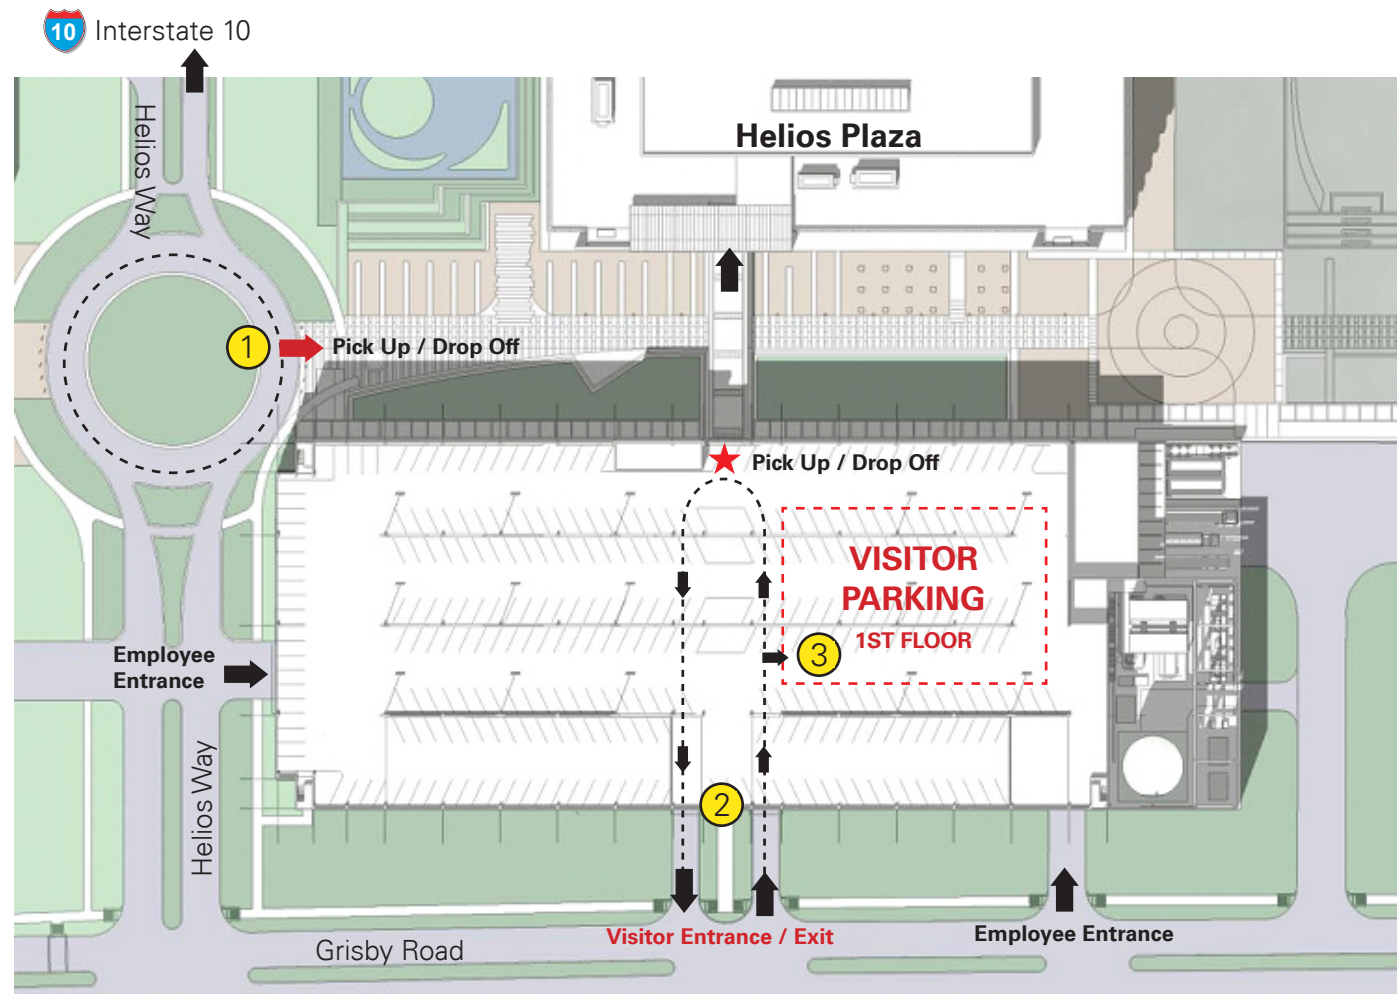 10 Interstate 10
Helios Way
Helios Plaza
1
Pick Up / Drop Off
Pick Up / Drop Off
VISITOR
PARKING
1ST FLOOR
3
Employee
Entrance
Helios Way
2
Visitor Entrance / Exit
Employee Entrance
Grisby Road